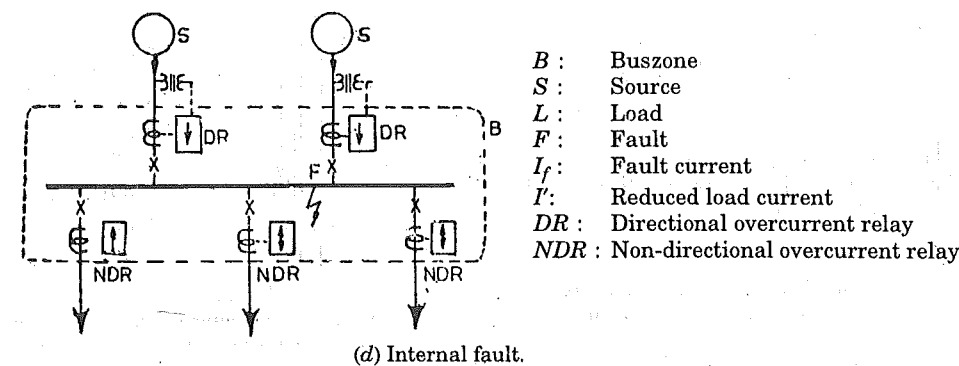 S
S
DR
DR
B
F
NDR
NDR
NDR
B : Buszone
S : Source
L : Load
F : Fault
I_f : Fault current
I′: Reduced load current
DR : Directional overcurrent relay
NDR : Non-directional overcurrent relay
(d) Internal fault.